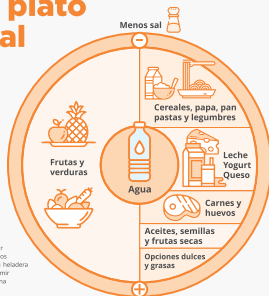 plato
al
Menos sal
Cereales, papa, pan
pastas y legumbres
Frutas y
verduras
Agua
Leche
Yogurt
Queso
Carnes y
huevos
Aceites, semillas
y frutas secas
Opciones dulces
y grasas
heladera